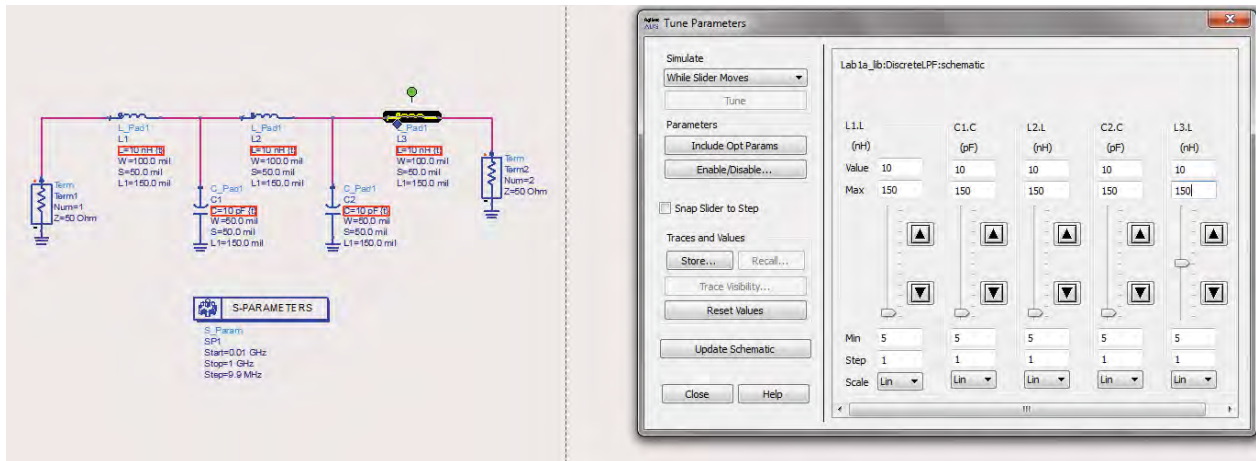 L_Pad1
L1
L=10 nH {t}
W=100.0 mil
S=50.0 mil
L1=150.0 mil
L_Pad1
L2
L=10 nH {t}
W=100.0 mil
S=50.0 mil
L1=150.0 mil
L_Pad1
L3
L=10 nH {t}
W=100.0 mil
S=50.0 mil
L1=150.0 mil
Term
Term1
Num=1
Z=50 Ohm
C_Pad1
C1
C=10 pF {t}
W=50.0 mil
S=50.0 mil
L1=150.0 mil
C_Pad1
C2
C=10 pF {t}
W=50.0 mil
S=50.0 mil
L1=150.0 mil
Term
Term2
Num=2
Z=50 Ohm
S-PARAMETERS
S_Param
SP1
Start=0.01 GHz
Stop=1 GHz
Step=9.9 MHz
Tune Parameters
Simulate
While Slider Moves
Tune
Parameters
Include Opt Params
Enable/Disable...
Snap Slider to Step
Traces and Values
Store... Recall...
Trace Visibility...
Reset Values
Update Schematic
Close Help
Lab1a_lib:DiscreteLPF:schematic
L1.L C1.C L2.L C2.C L3.L
(nH) (pF) (nH) (pF) (nH)
Value 10 10 10 10 10
Max 150 150 150 150 150
Min 5 5 5 5 5
Step 1 1 1 1 1
Scale Lin Lin Lin Lin Lin